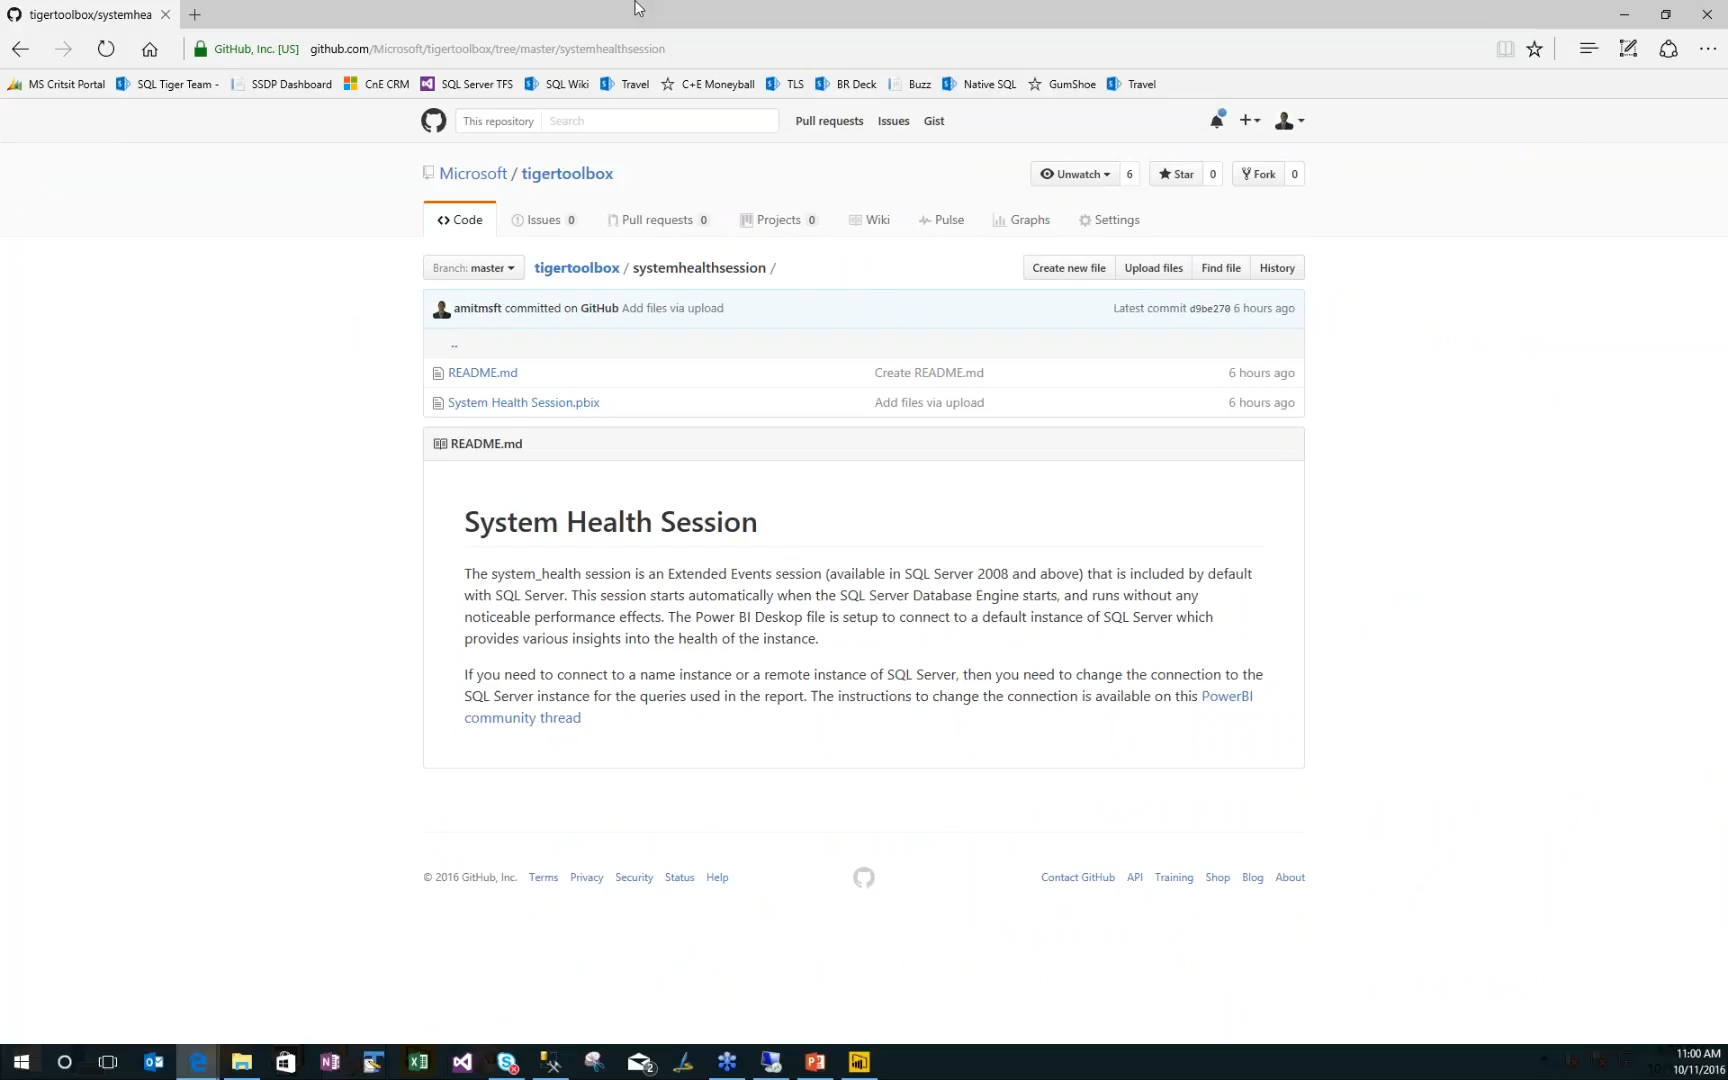 tigertoolbox/systemhea
GitHub, Inc. [US] github.com/Microsoft/tigertoolbox/tree/master/systemhealthsession
MS Critsit Portal SQL Tiger Team - SSDP Dashboard CnE CRM SQL Server TFS SQL Wiki Travel C+E Moneyball TLS BR Deck Buzz Native SQL GumShoe Travel
This repository Search Pull requests Issues Gist
Microsoft / tigertoolbox Unwatch 6 Star 0 Fork 0
Code Issues 0 Pull requests 0 Projects 0 Wiki Pulse Graphs Settings
Branch: master tigertoolbox / systemhealthsession / Create new file Upload files Find file History
amitmsft committed on GitHub Add files via upload Latest commit d9be270 6 hours ago
..
README.md Create README.md 6 hours ago
System Health Session.pbix Add files via upload 6 hours ago
README.md
System Health Session
The system_health session is an Extended Events session (available in SQL Server 2008 and above) that is included by default
with SQL Server. This session starts automatically when the SQL Server Database Engine starts, and runs without any
noticeable performance effects. The Power BI Deskop file is setup to connect to a default instance of SQL Server which
provides various insights into the health of the instance.
If you need to connect to a name instance or a remote instance of SQL Server, then you need to change the connection to the
SQL Server instance for the queries used in the report. The instructions to change the connection is available on this PowerBI
community thread
© 2016 GitHub, Inc. Terms Privacy Security Status Help Contact GitHub API Training Shop Blog About
11:00 AM
10/11/2016